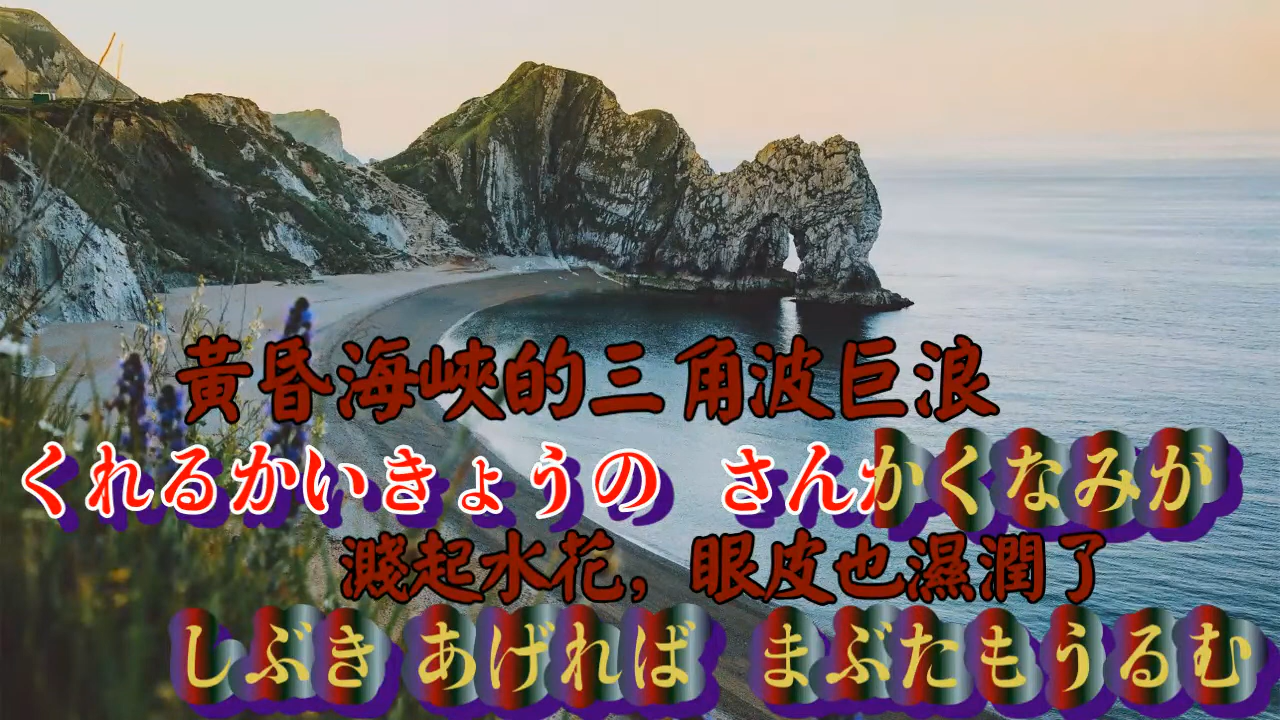 黃昏海峽的三角波巨浪
くれるかいきょうの さんかくなみが
濺起水花，眼皮也濕潤了
しぶき あげれば まぶたもうるむ